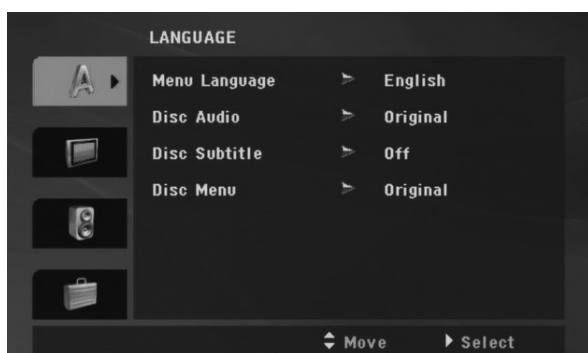 LANGUAGE
A
Menu Language English
Disc Audio Original
Disc Subtitle Off
Disc Menu Original
Move Select